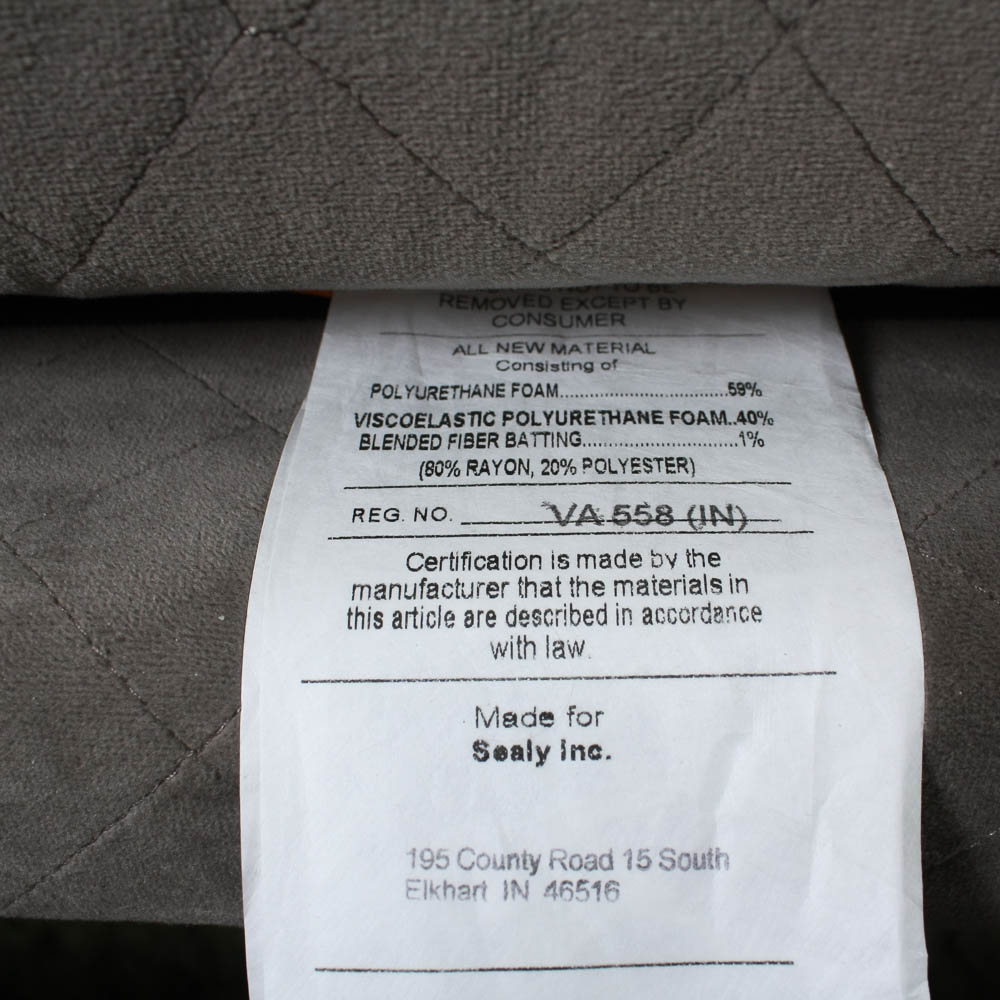 NOT TO BE
REMOVED EXCEPT BY
CONSUMER
ALL NEW MATERIAL
Consisting of
POLYURETHANE FOAM................................59%
VISCOELASTIC POLYURETHANE FOAM..40%
BLENDED FIBER BATTING............................1%
(80% RAYON, 20% POLYESTER)
REG. NO. VA 558 (IN)
Certification is made by the
manufacturer that the materials in
this article are described in accordance
with law.
Made for
Sealy Inc.
195 County Road 15 South
Elkhart IN 46516